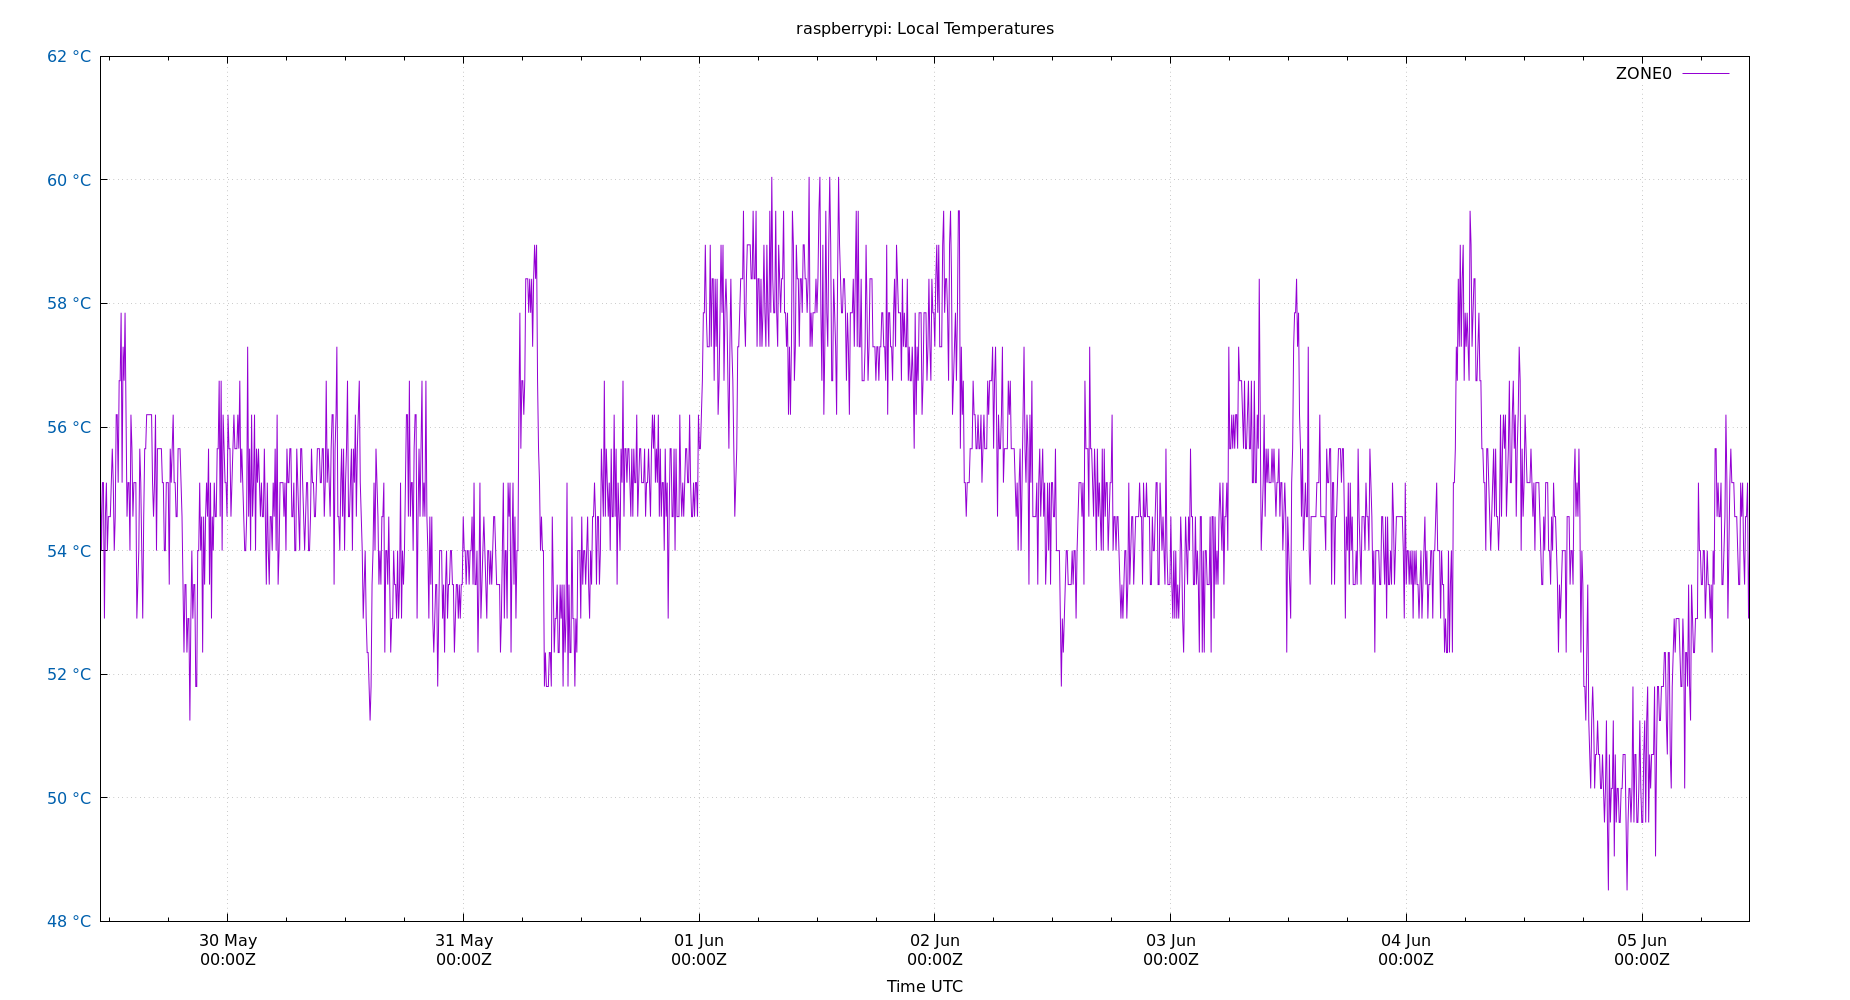 raspberrypi: Local Temperatures
62 °C
ZONE0
60 °C
58 °C
56 °C
54 °C
52 °C
50 °C
48 °C
30 May 31 May 01 Jun 02 Jun 03 Jun 04 Jun 05 Jun
00:00Z 00:00Z 00:00Z 00:00Z 00:00Z 00:00Z 00:00Z
Time UTC